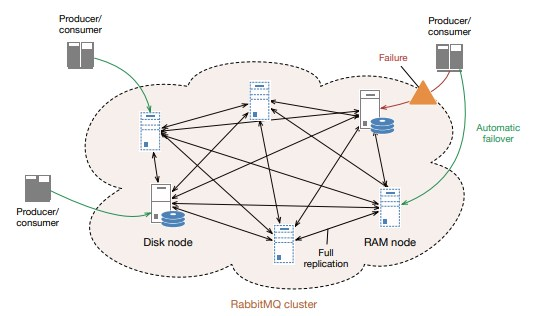 Producer/
consumer
Producer/
consumer
Failure
Automatic
failover
Producer/
consumer
Disk node
Full
replication
RAM node
RabbitMQ cluster